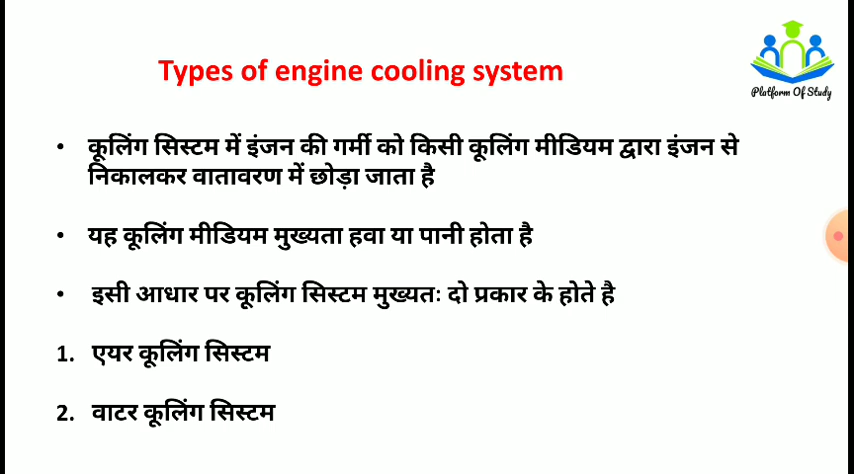 Types of engine cooling system
Platform Of Study
• कूलिंग सिस्टम में इंजन की गर्मी को किसी कूलिंग मीडियम द्वारा इंजन से
निकालकर वातावरण में छोड़ा जाता है
• यह कूलिंग मीडियम मुख्यता हवा या पानी होता है
• इसी आधार पर कूलिंग सिस्टम मुख्यतः दो प्रकार के होते है
1. एयर कूलिंग सिस्टम
2. वाटर कूलिंग सिस्टम